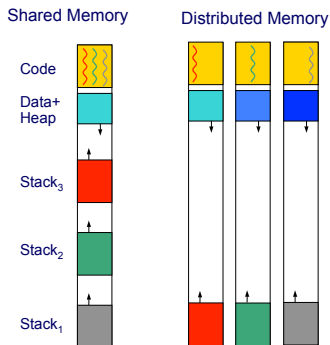 Shared Memory
Distributed Memory
Code
Data+
Heap
Stack₃
Stack₂
Stack₁